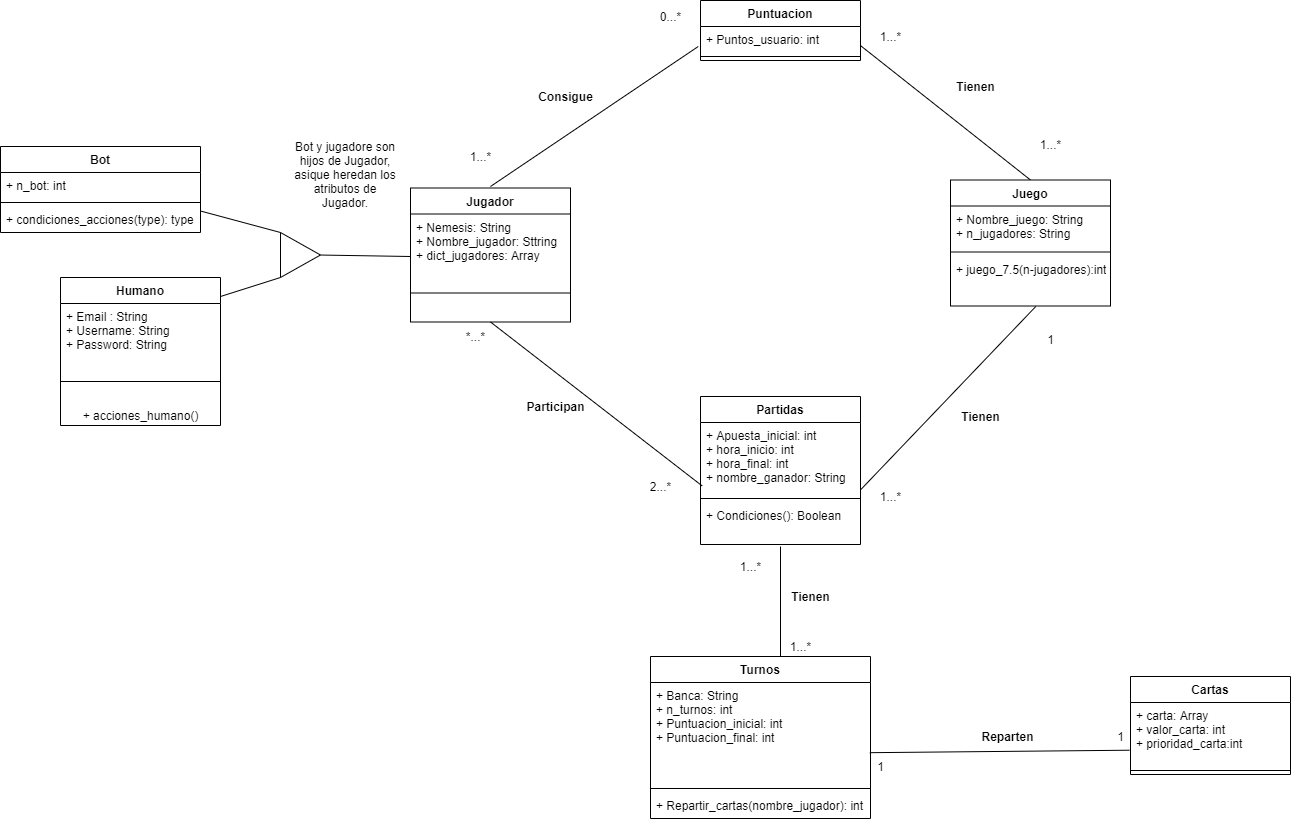 0...*
Puntuacion
+ Puntos_usuario: int
1...*
Tienen
Consigue
1...*
1...*
Bot y jugadore son
hijos de Jugador,
asique heredan los
atributos de
Jugador.
Bot
+ n_bot: int
+ condiciones_acciones(type): type
Jugador
+ Nemesis: String
+ Nombre_jugador: Sttring
+ dict_jugadores: Array
Juego
+ Nombre_juego: String
+ n_jugadores: String
+ juego_7.5(n-jugadores):int
Humano
+ Email : String
+ Username: String
+ Password: String
+ acciones_humano()
*...*
1
Participan
Tienen
2...*
1...*
Partidas
+ Apuesta_inicial: int
+ hora_inicio: int
+ hora_final: int
+ nombre_ganador: String
+ Condiciones(): Boolean
1...*
Tienen
1...*
Turnos
+ Banca: String
+ n_turnos: int
+ Puntuacion_inicial: int
+ Puntuacion_final: int
+ Repartir_cartas(nombre_jugador): int
Reparten
1
1
Cartas
+ carta: Array
+ valor_carta: int
+ prioridad_carta:int